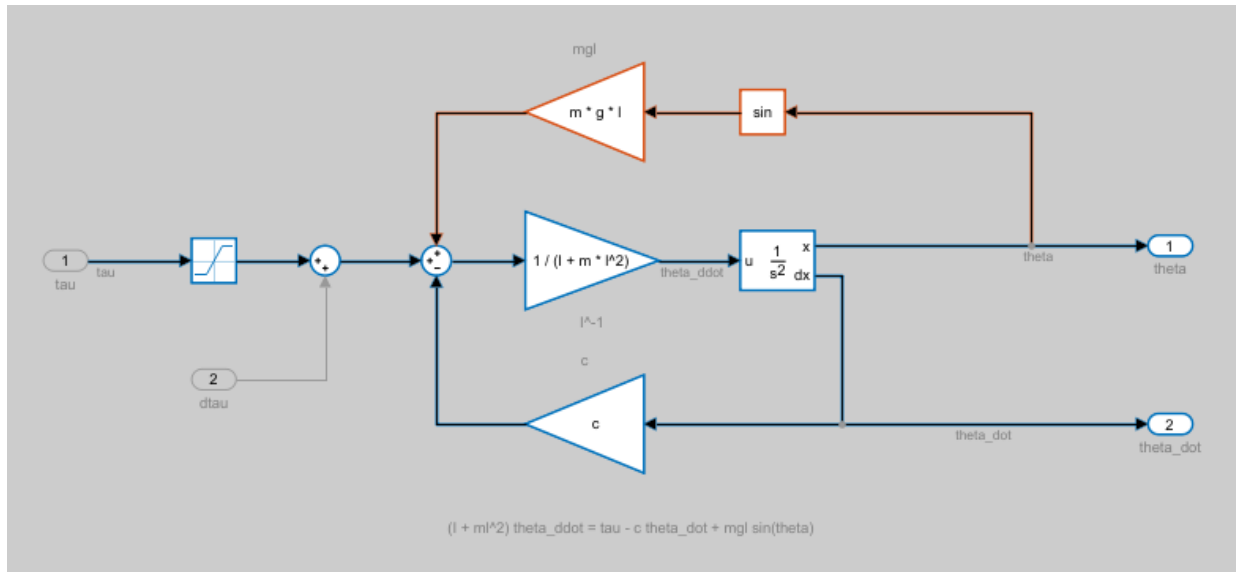 mgl
m * g * l
sin
1
tau
tau
+
+
+
+
−
1 / (I + m * l^2)
theta_ddot
u
1
s2
x
dx
theta
1
theta
I^-1
2
dtau
c
c
theta_dot
2
theta_dot
(I + ml^2) theta_ddot = tau - c theta_dot + mgl sin(theta)